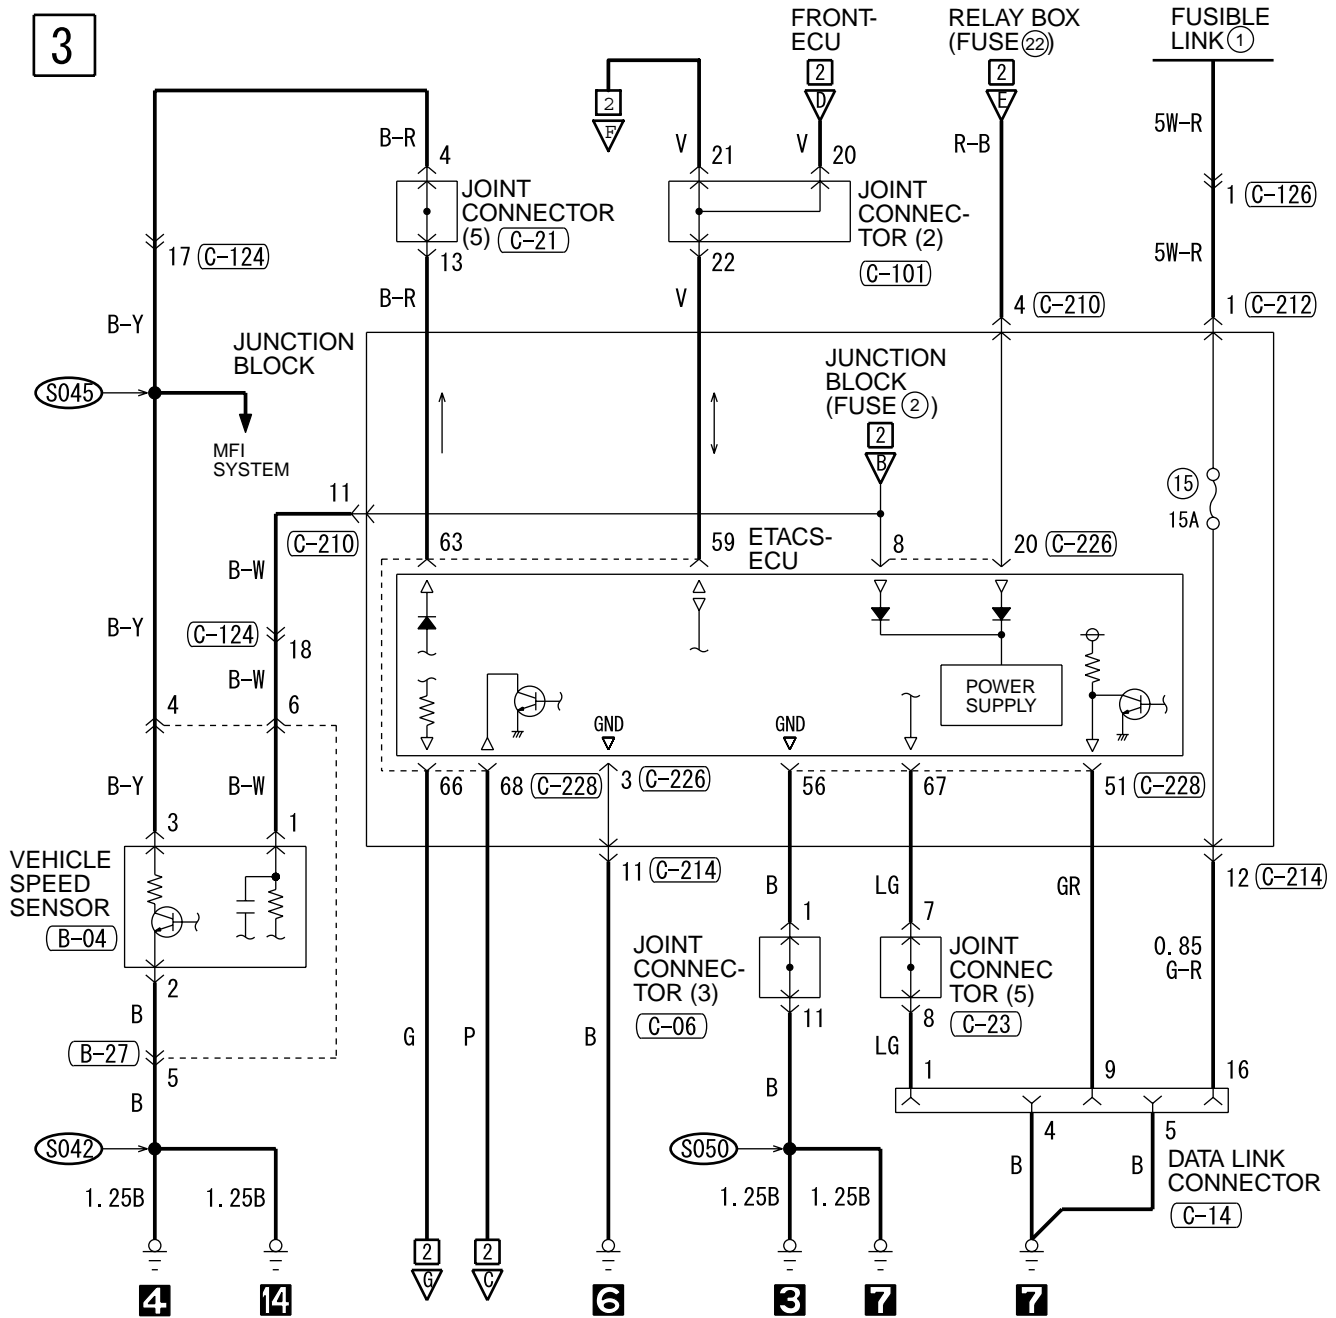 3
FRONT-
ECU
2
D
RELAY BOX
(FUSE 22)
2
E
FUSIBLE
LINK 1
2
F
B-R
4
V
21
V
20
R-B
5W-R
1 C-126
JOINT
CONNECTOR
(5) C-21
JOINT
CONNEC-
TOR (2)
C-101
17 C-124
13
22
5W-R
B-R
V
4 C-210
1 C-212
B-Y
JUNCTION
BLOCK
JUNCTION
BLOCK
(FUSE 2)
2
B
S045
MFI
SYSTEM
15
15A
11
C-210
63
59
ETACS-
ECU
8
20 C-226
B-W
B-Y
C-124
18
B-W
4
6
POWER
SUPPLY
GND
GND
B-Y
B-W
66
68 C-228
3 C-226
56
67
51 C-228
3
1
VEHICLE
SPEED
SENSOR
B-04
11 C-214
12 C-214
B
LG
GR
1
7
JOINT
CONNEC-
TOR (3)
C-06
JOINT
CONNEC
TOR (5)
C-23
0.85
G-R
2
B
11
8
G
P
B
LG
B-27
5
B
B
1
9
16
S042
S050
4
5
B
B
DATA LINK
CONNECTOR
C-14
1.25B
1.25B
1.25B
1.25B
2
G
2
C
4
14
6
3
7
7